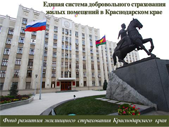 Единая система добровольного страхования
жилых помещений в Краснодарском крае
Фонд развития жилищного страхования Краснодарского края